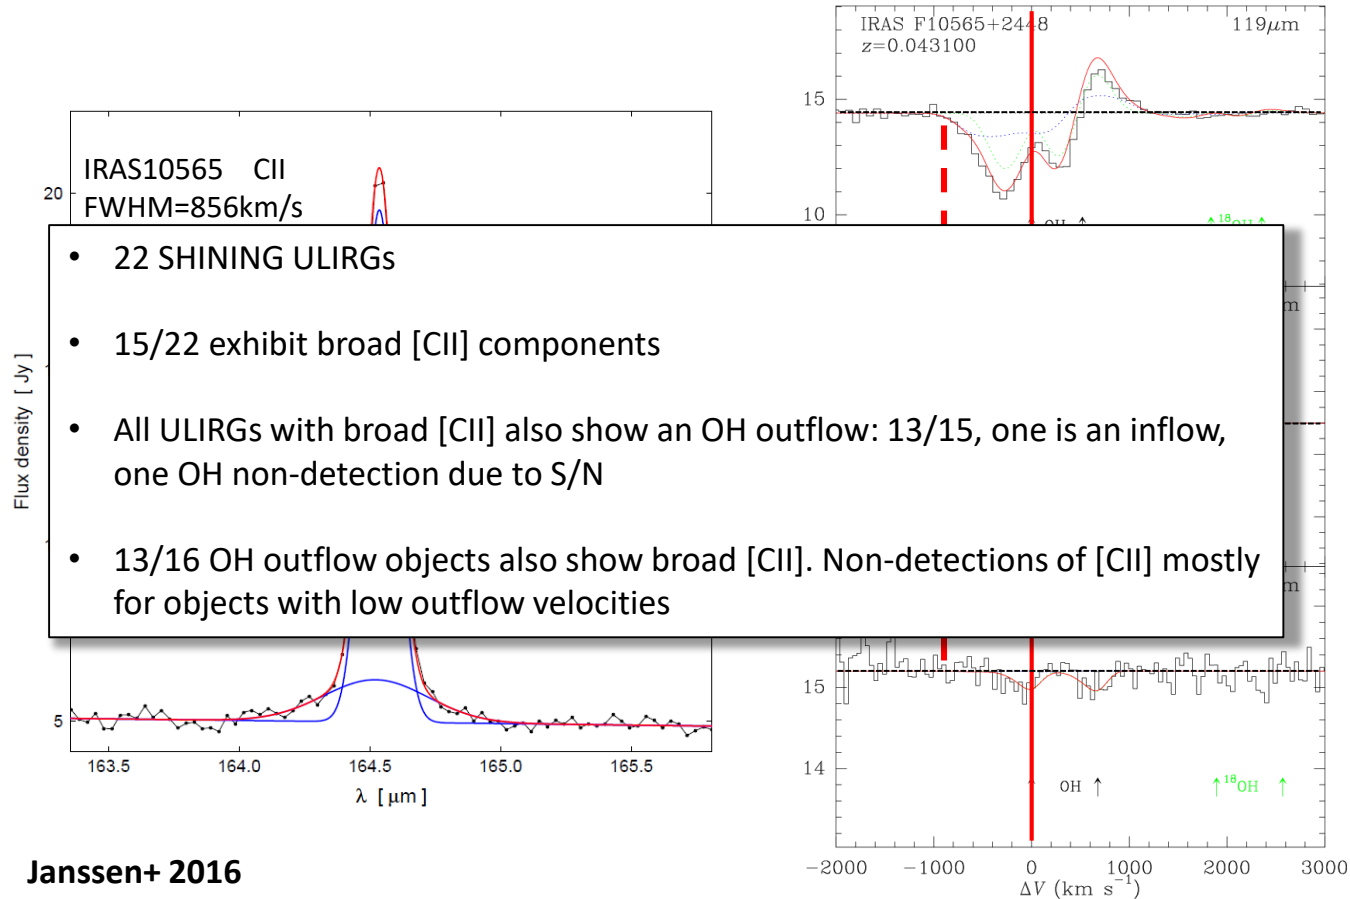 IRAS F10565+2448 119μm
z=0.043100
15
10
IRAS10565 CII
FWHM=856km/s
20
OH
18OH
• 22 SHINING ULIRGs
• 15/22 exhibit broad [CII] components
• All ULIRGs with broad [CII] also show an OH outflow: 13/15, one is an inflow,
one OH non-detection due to S/N
• 13/16 OH outflow objects also show broad [CII]. Non-detections of [CII] mostly
for objects with low outflow velocities
m
m
Flux density [ Jy ]
5
163.5 164.0 164.5 165.0 165.5
λ [ μm ]
15
14
OH 18OH
−2000 −1000 0 1000 2000 3000
ΔV (km s−1)
Janssen+ 2016